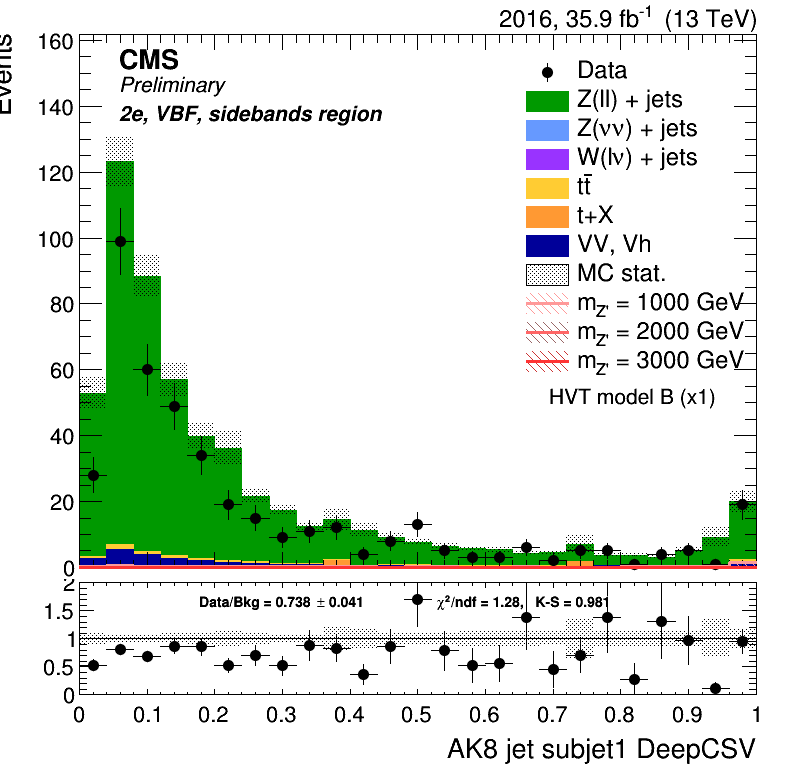 2016, 35.9 fb⁻¹ (13 TeV)
Events
160
140
120
100
80
60
40
20
0
CMS
Preliminary
2e, VBF, sidebands region
Data
Z(ll) + jets
Z(νν) + jets
W(lν) + jets
tt̄
t+X
VV, Vh
MC stat.
m_Z' = 1000 GeV
m_Z' = 2000 GeV
m_Z' = 3000 GeV
HVT model B (x1)
2
1.5
1
0.5
0
Data/Bkg = 0.738 ± 0.041 χ²/ndf = 1.28, K-S = 0.981
0 0.1 0.2 0.3 0.4 0.5 0.6 0.7 0.8 0.9 1
AK8 jet subjet1 DeepCSV